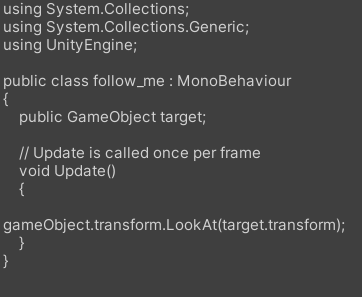 using System.Collections;
using System.Collections.Generic;
using UnityEngine;
public class follow_me : MonoBehaviour
{
    public GameObject target;
    // Update is called once per frame
    void Update()
    {
gameObject.transform.LookAt(target.transform);
    }
}